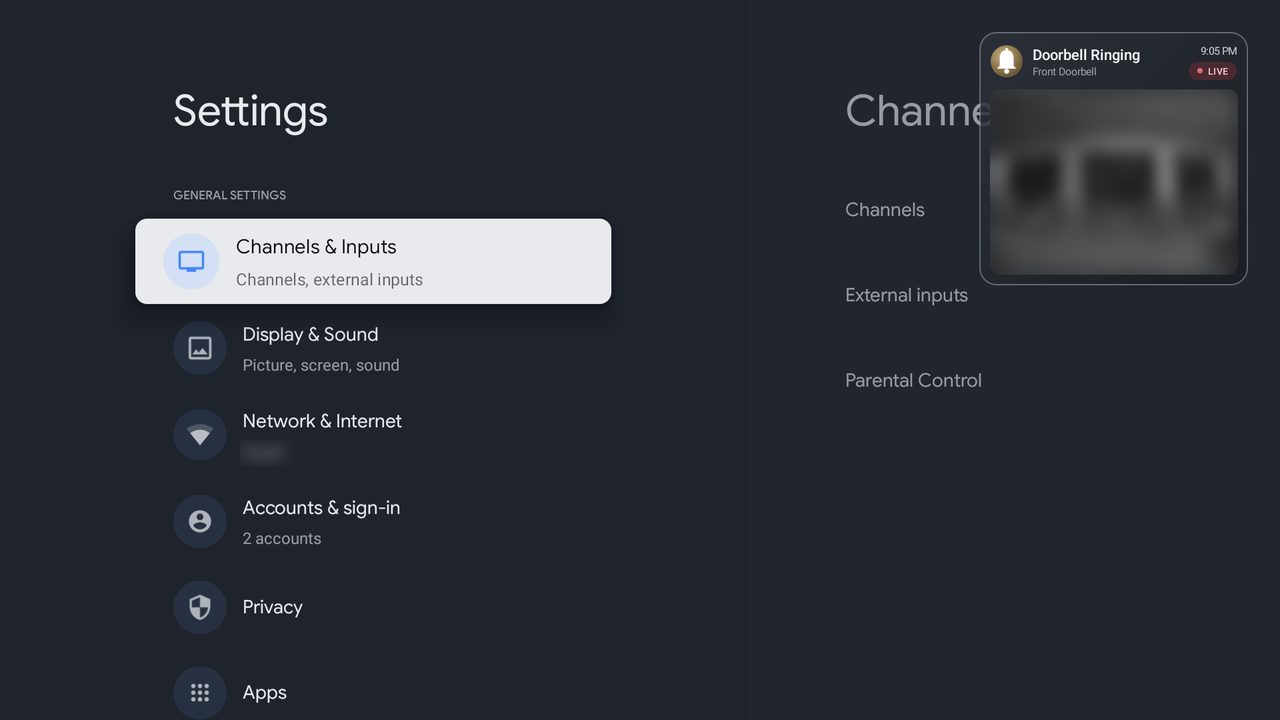 Settings
GENERAL SETTINGS
Channels & Inputs
Channels, external inputs
Display & Sound
Picture, screen, sound
Network & Internet
Accounts & sign-in
2 accounts
Privacy
Apps
Channe
Channels
External inputs
Parental Control
Doorbell Ringing
Front Doorbell
9:05 PM
LIVE